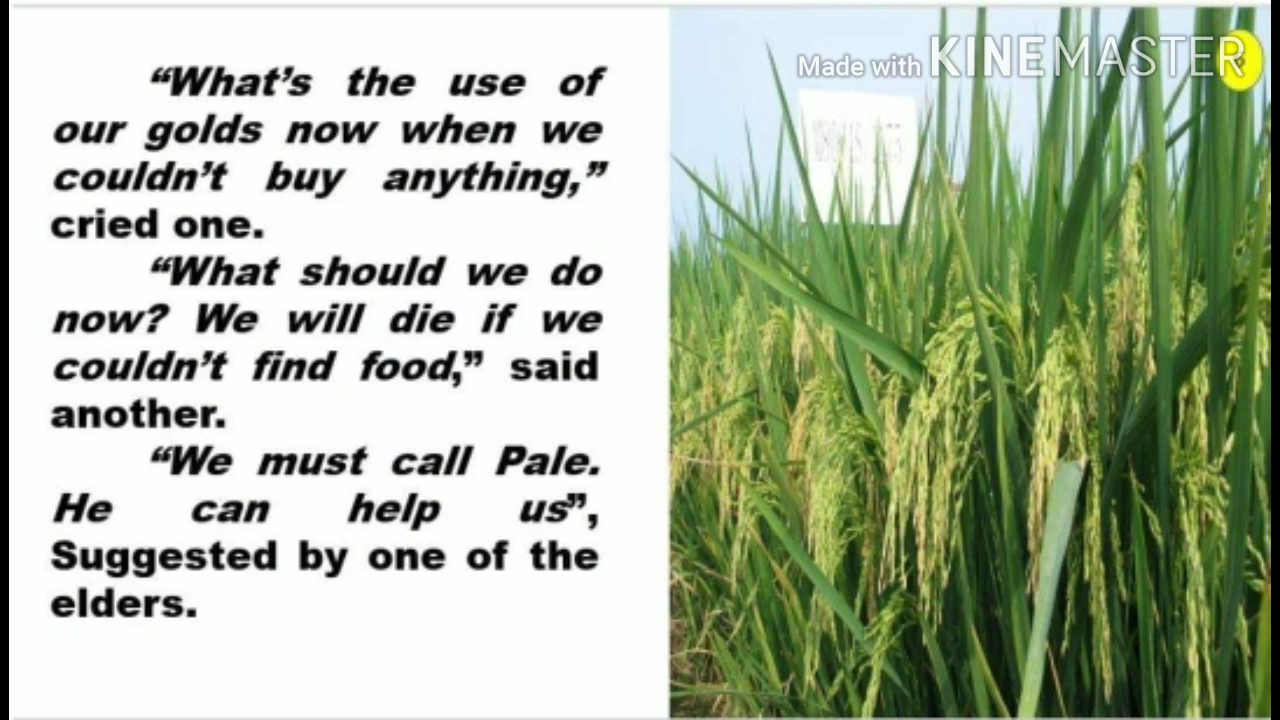 “What’s the use of
our golds now when we
couldn’t buy anything,”
cried one.
“What should we do
now? We will die if we
couldn’t find food,” said
another.
“We must call Pale.
He can help us”,
Suggested by one of the
elders.
Made with KINEMASTER